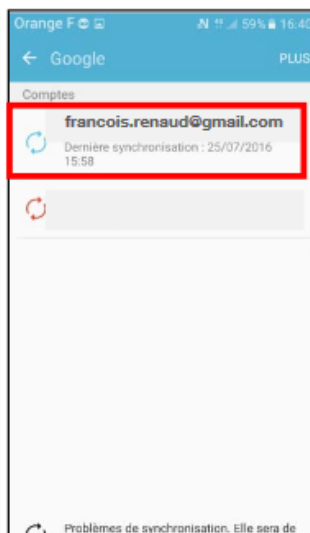 Orange F 59% 16:40
Google PLUS
Comptes
francois.renaud@gmail.com
Dernière synchronisation : 25/07/2016
15:58
Problèmes de synchronisation. Elle sera de